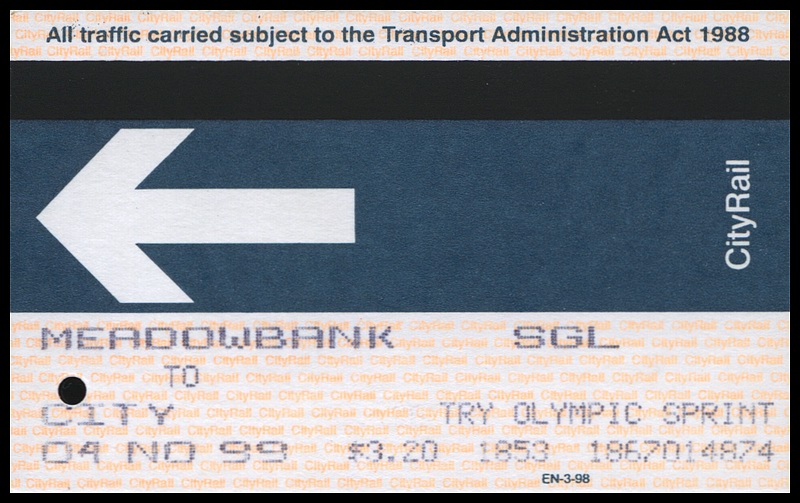 All traffic carried subject to the Transport Administration Act 1988
CityRail
MEADOWBANK SGL
TO
CITY TRY OLYMPIC SPRINT
04 NO 99 $3.20 1853 1867014874
EN-3-98